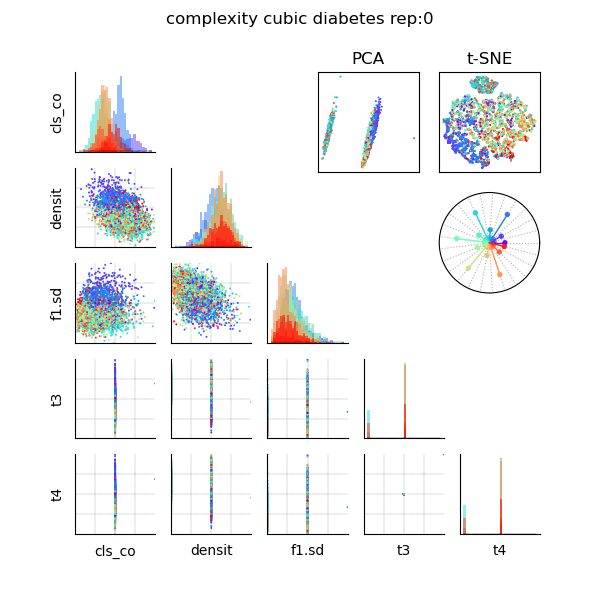 complexity cubic diabetes rep:0
PCA
t-SNE
cls_co
densit
f1.sd
t3
t4
cls_co
densit
f1.sd
t3
t4